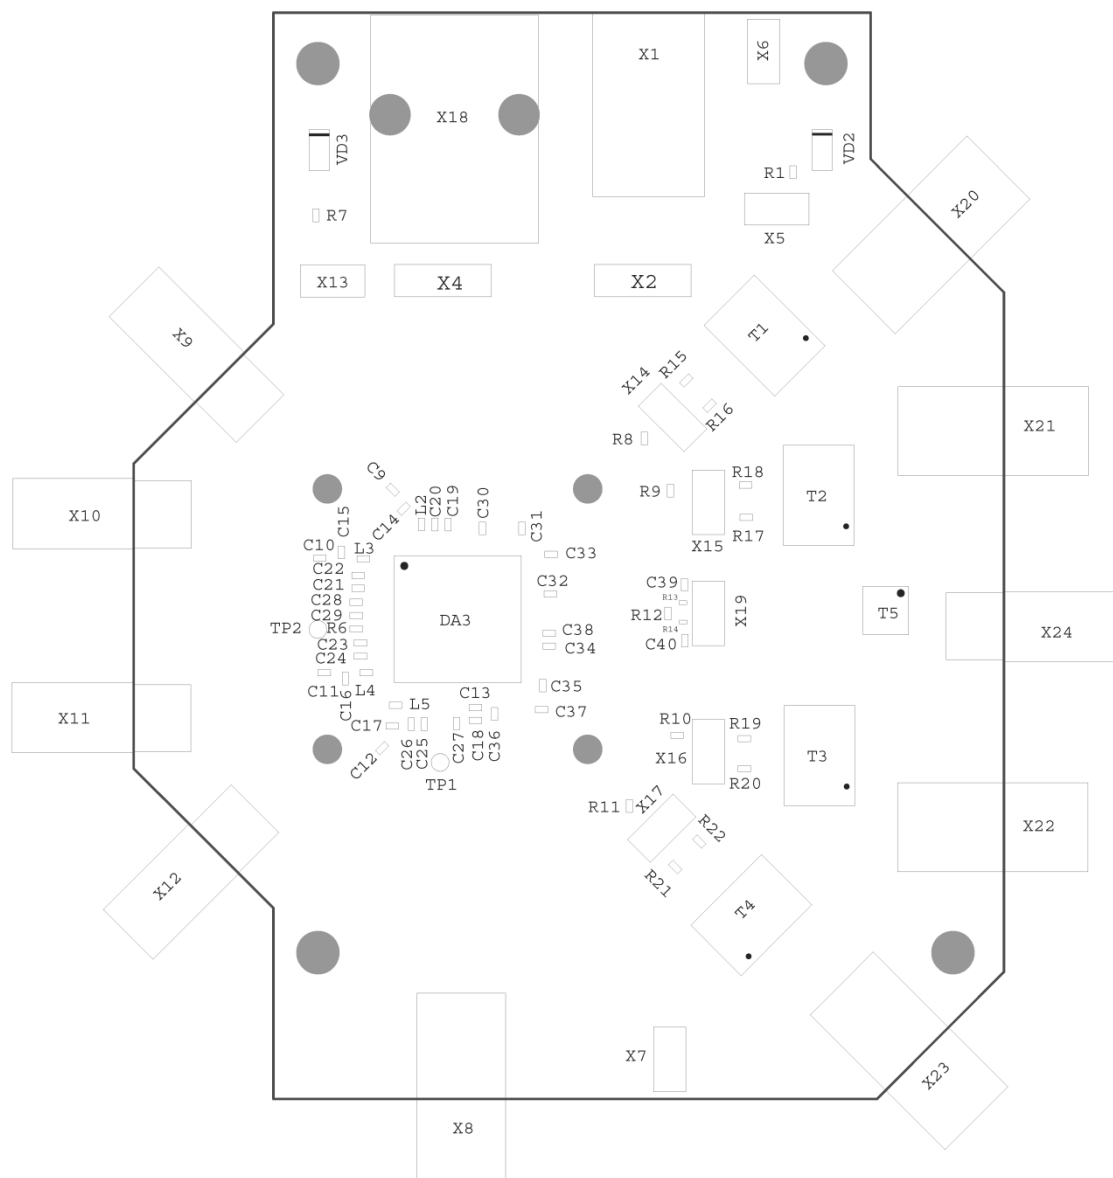 X6
X1
X18
VD3
VD2
R1
X20
R7
X5
X13
X4
X2
X9
T1
R15
X14
R16
X21
R8
C9
R18
R9
T2
L2
C20
C19
C30
C31
X10
C14
C15
R17
X15
C10
L3
C33
C22
C21
C32
C39
C28
R13
X19
C29
R12
T5
TP2
R6
DA3
R14
X24
C23
C38
C40
C34
C24
C11
C16
L4
C35
C13
L5
C37
X11
C17
C26
C25
C27
C18
C36
R10
R19
X16
T3
C12
R20
TP1
X17
R11
R22
X22
R21
X12
T4
X7
X23
X8